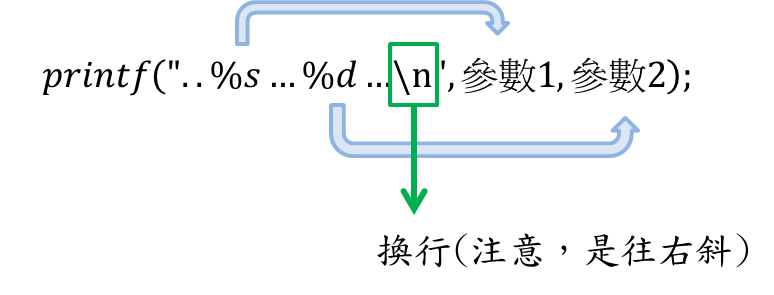 printf(". . %s ... %d ... \n", 參數1, 參數2);
換行(注意，是往右斜)